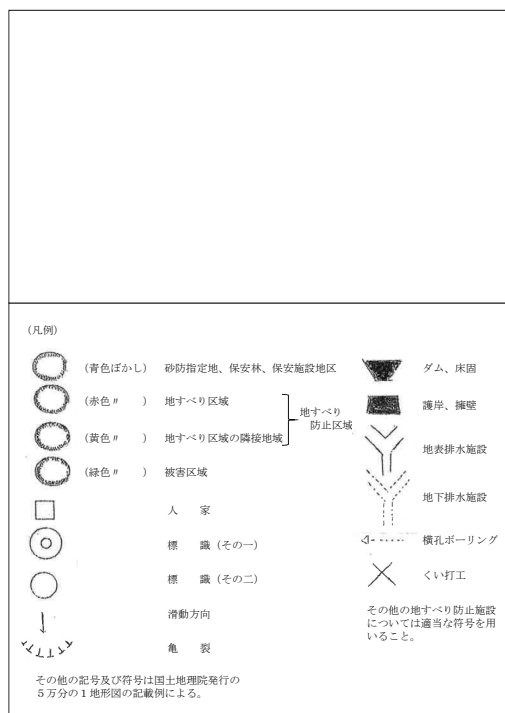 (凡例)
(青色ぼかし) 砂防指定地、保安林、保安施設地区
(赤色〃 ) 地すべり区域
(黄色〃 ) 地すべり区域の隣接地域
地すべり
防止区域
(緑色〃 ) 被害区域
人 家
標 識(その一)
標 識(その二)
滑動方向
亀 裂
その他の記号及び符号は国土地理院発行の
5万分の1地形図の記載例による。
ダム、床固
護岸、擁壁
地表排水施設
地下排水施設
横孔ボーリング
くい打工
その他の地すべり防止施設
については適当な符号を用
いること。